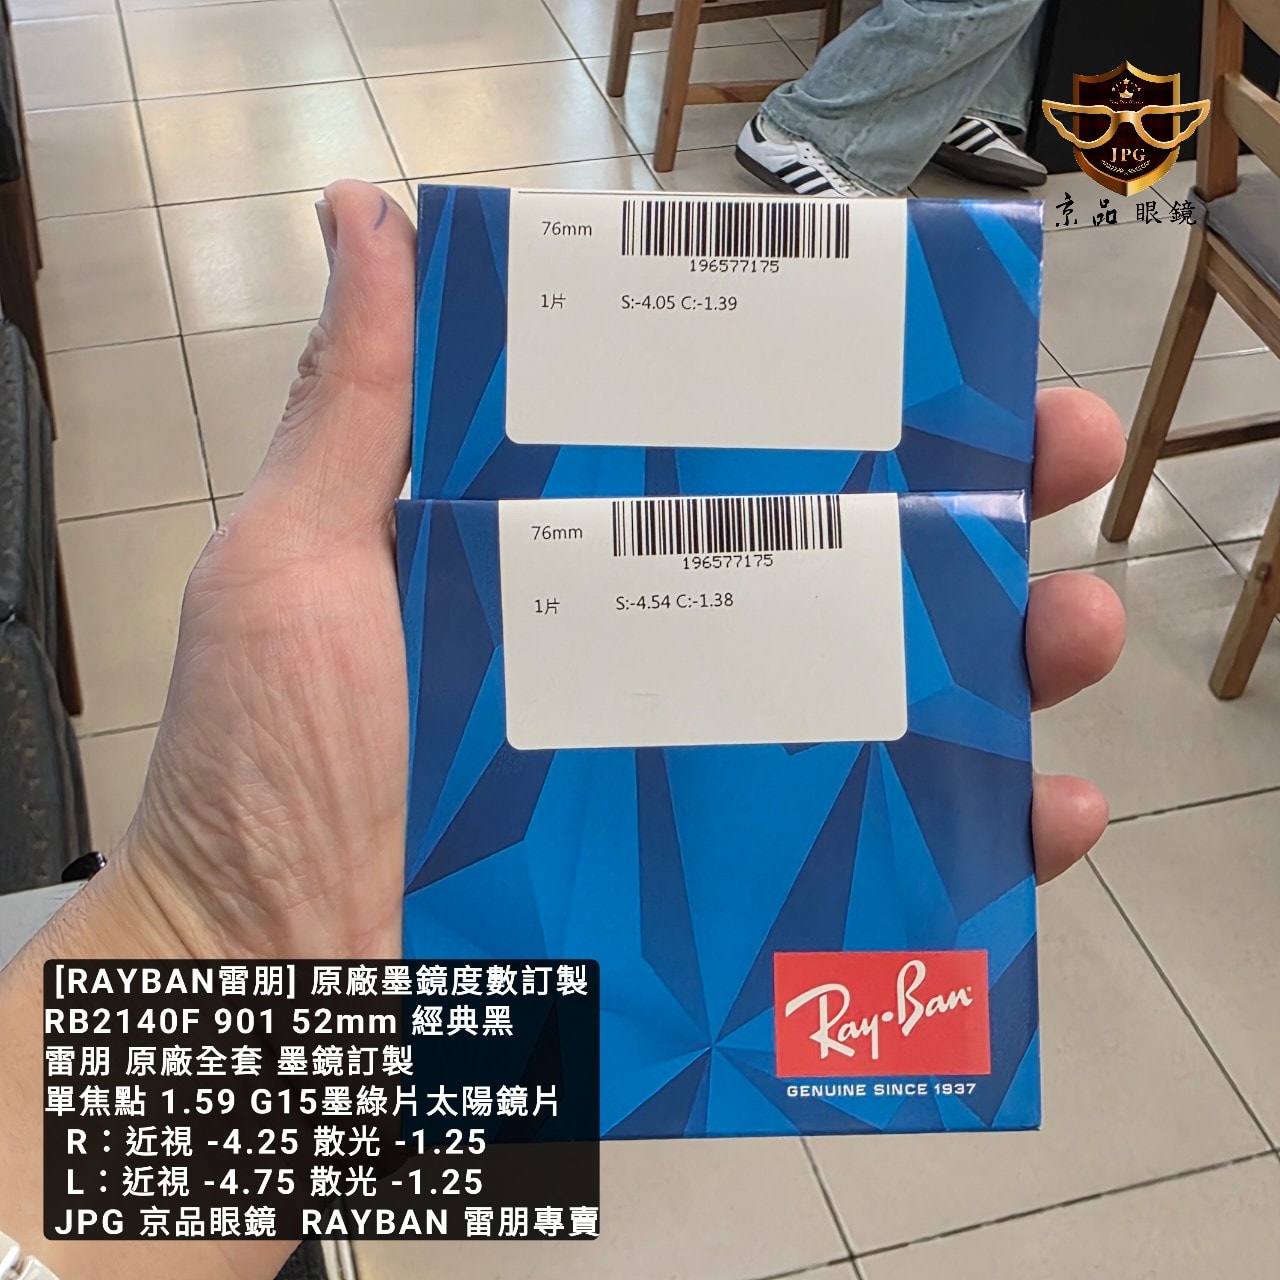 JPG
京品眼鏡
76mm
196577175
1片 S:-4.05 C:-1.39
76mm
196577175
1片 S:-4.54 C:-1.38
Ray-Ban
GENUINE SINCE 1937
[RAYBAN雷朋] 原廠墨鏡度數訂製
RB2140F 901 52mm 經典黑
雷朋 原廠全套 墨鏡訂製
單焦點 1.59 G15墨綠片太陽鏡片
R：近視 -4.25 散光 -1.25
L：近視 -4.75 散光 -1.25
JPG 京品眼鏡 RAYBAN 雷朋專賣